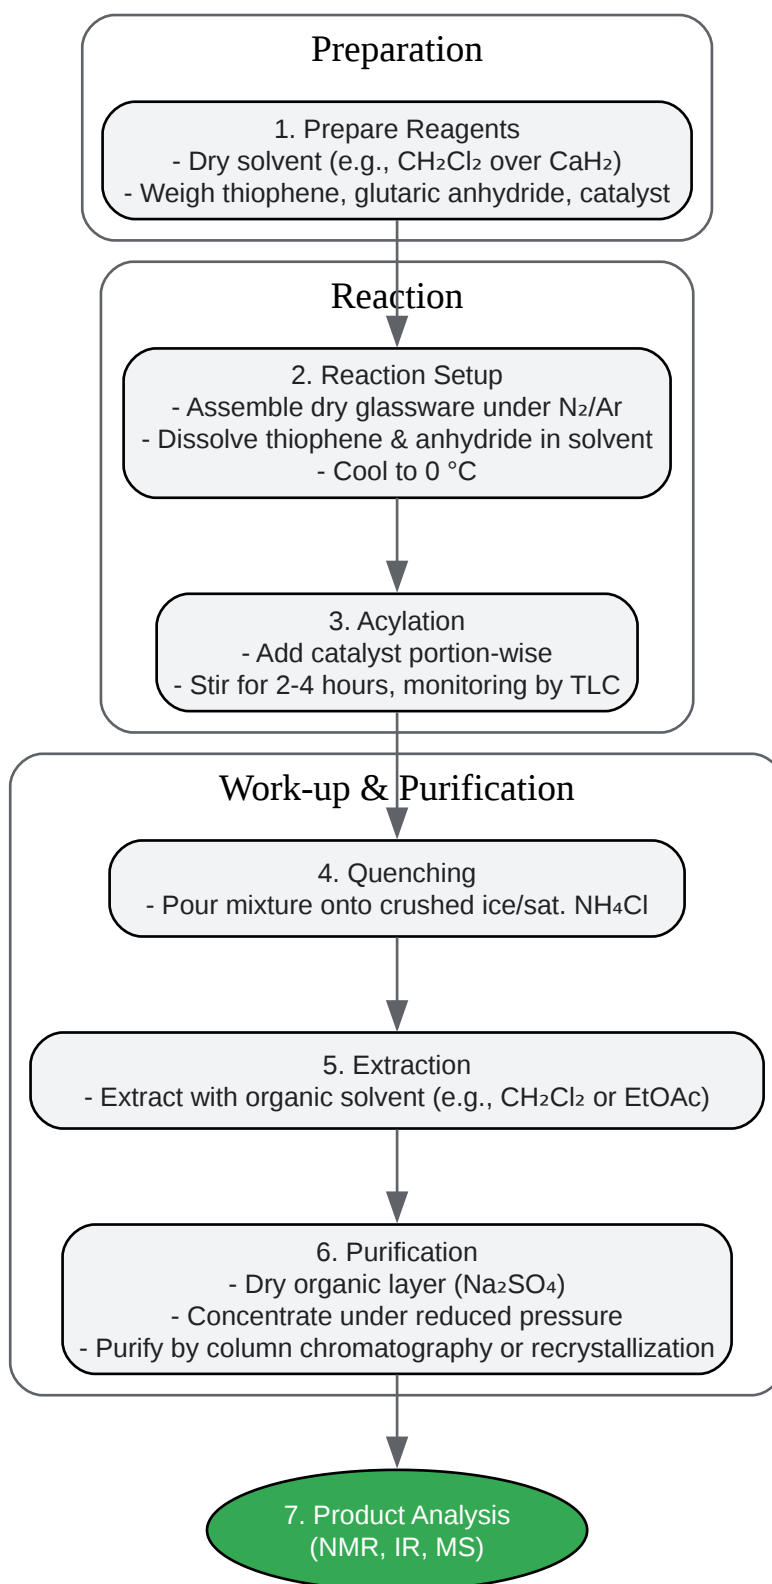 Preparation
1. Prepare Reagents
- Dry solvent (e.g., CH₂Cl₂ over CaH₂)
- Weigh thiophene, glutaric anhydride, catalyst
Reaction
2. Reaction Setup
- Assemble dry glassware under N₂/Ar
- Dissolve thiophene & anhydride in solvent
- Cool to 0 °C
3. Acylation
- Add catalyst portion-wise
- Stir for 2-4 hours, monitoring by TLC
Work-up & Purification
4. Quenching
- Pour mixture onto crushed ice/sat. NH₄Cl
5. Extraction
- Extract with organic solvent (e.g., CH₂Cl₂ or EtOAc)
6. Purification
- Dry organic layer (Na₂SO₄)
- Concentrate under reduced pressure
- Purify by column chromatography or recrystallization
7. Product Analysis
(NMR, IR, MS)